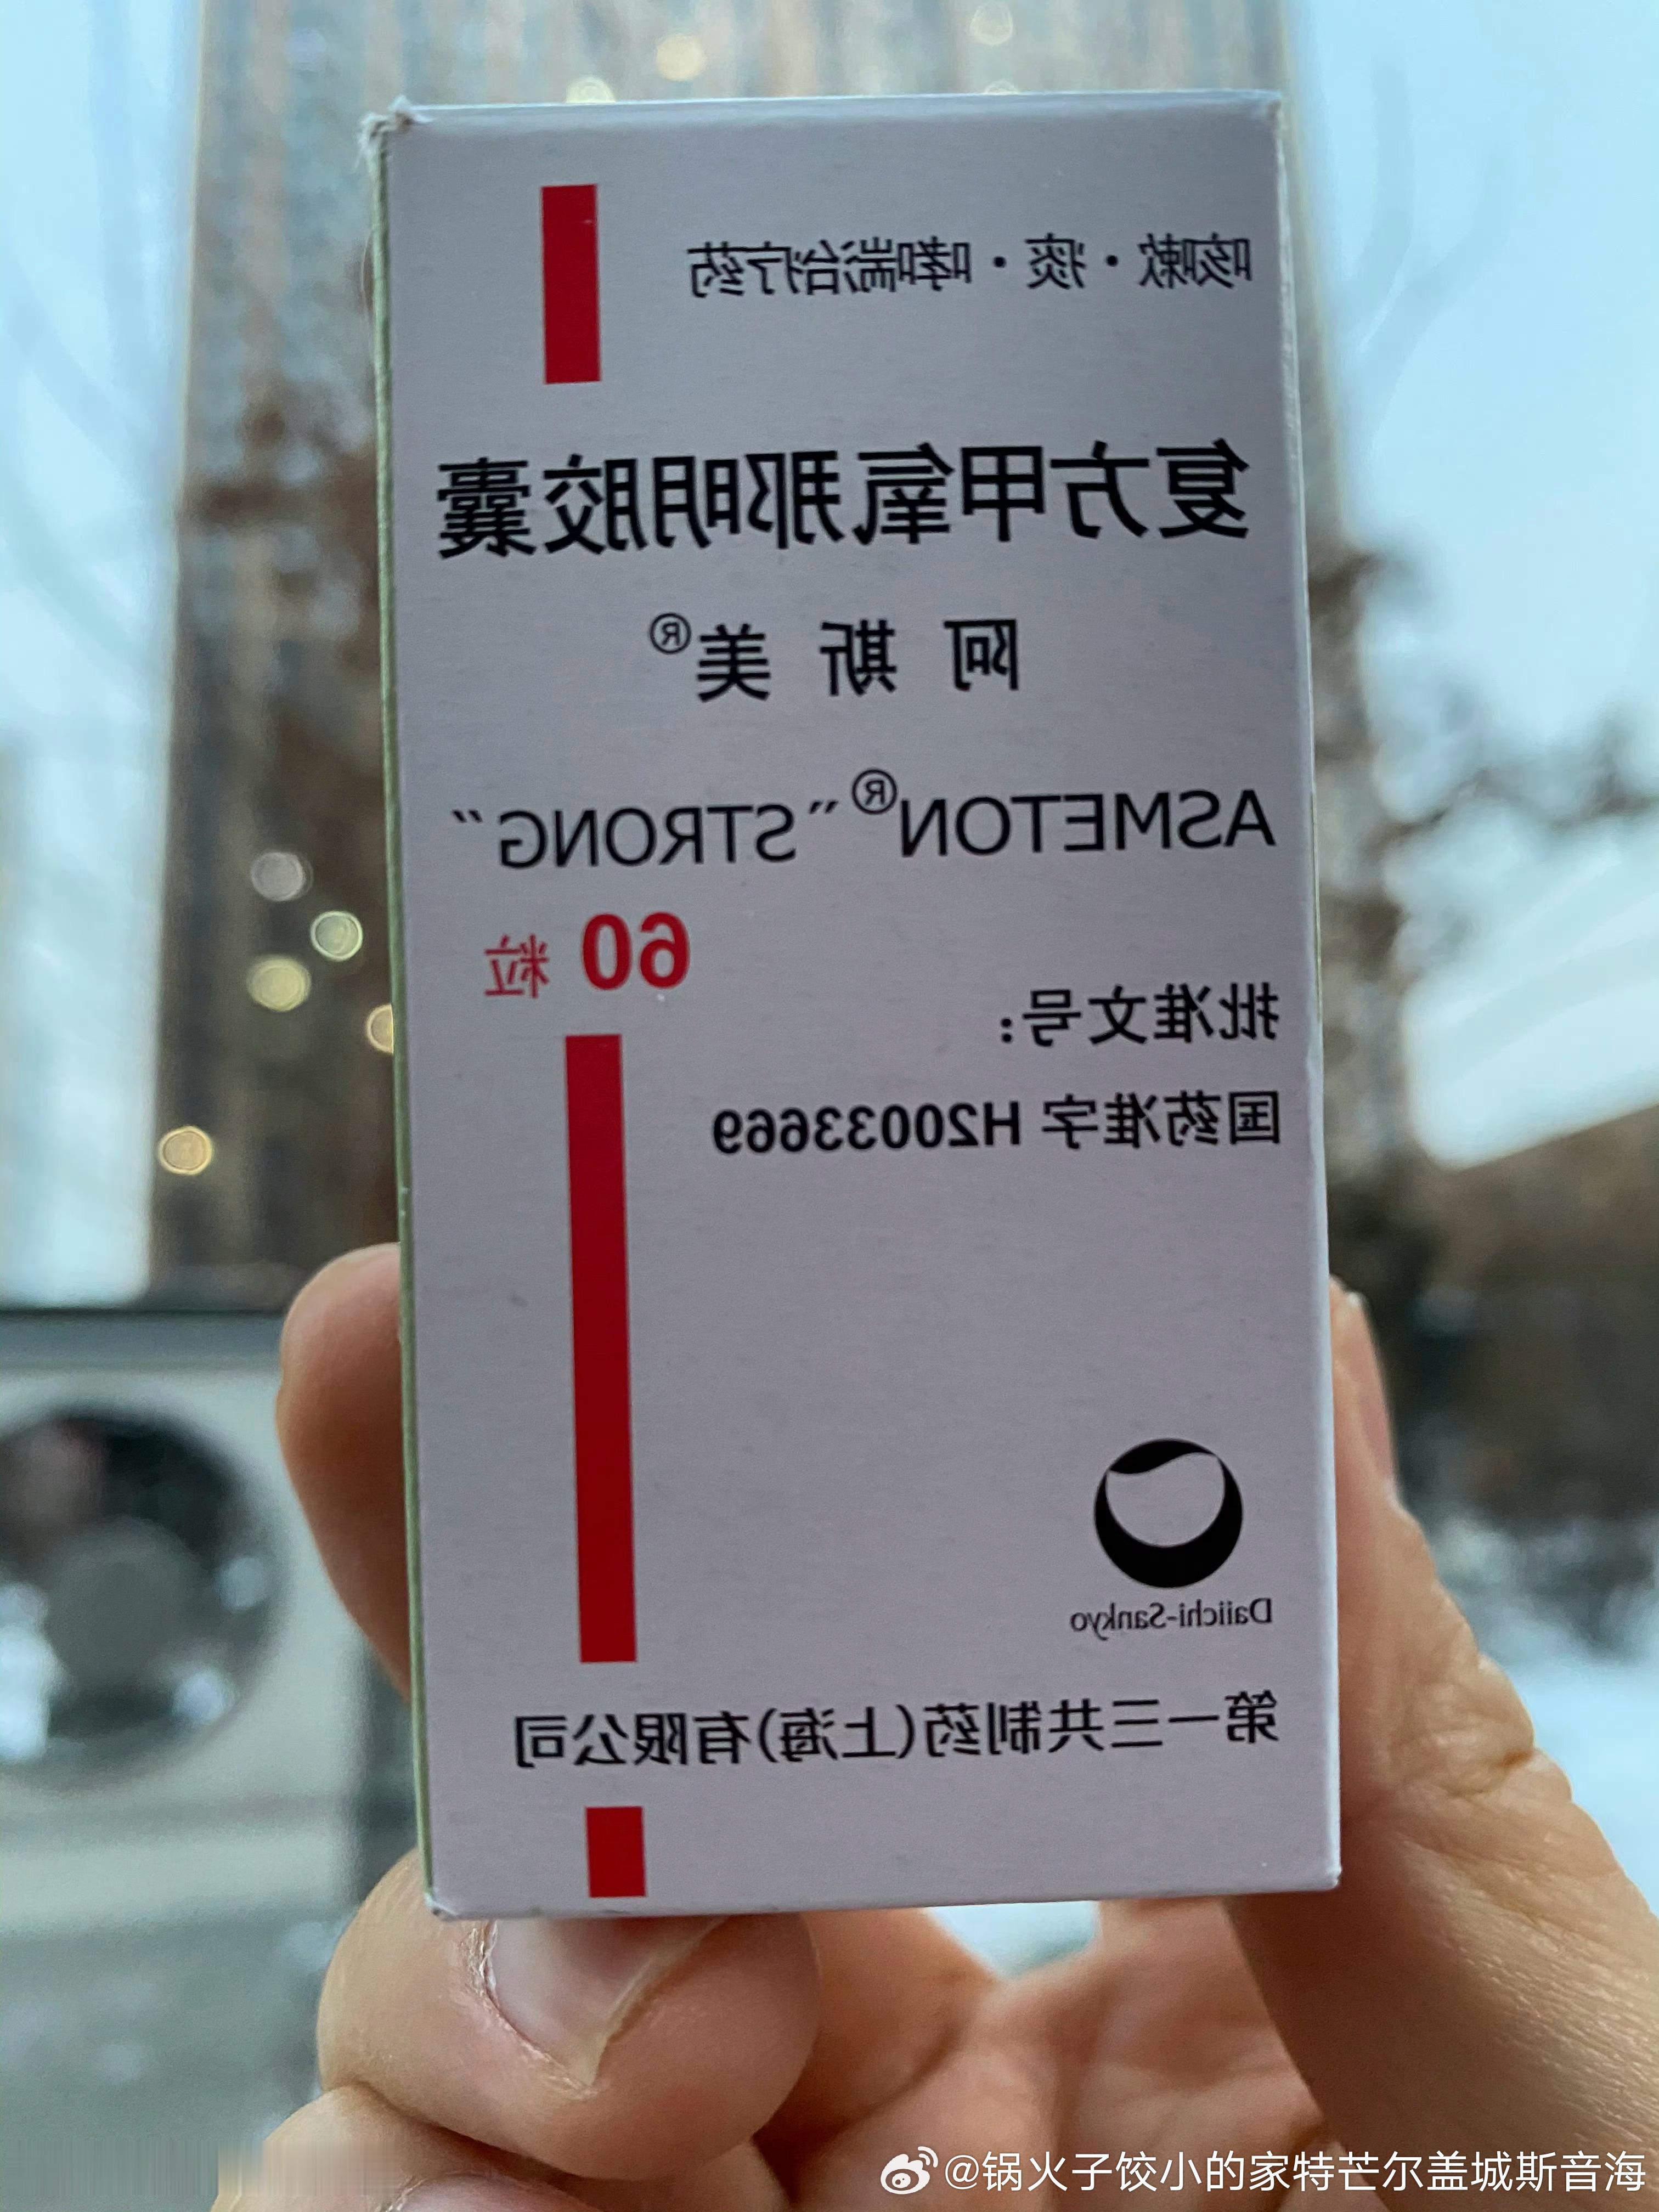 咳嗽・痰・哮喘治疗药
复方甲氧那明胶囊
阿斯美®
ASMETON®"STRONG"
60粒
批准文号：
国药准字 H20033669
Daiichi-Sankyo
第一三共制药(上海)有限公司
@锅火子饺小的家特芒尔盖城斯音海